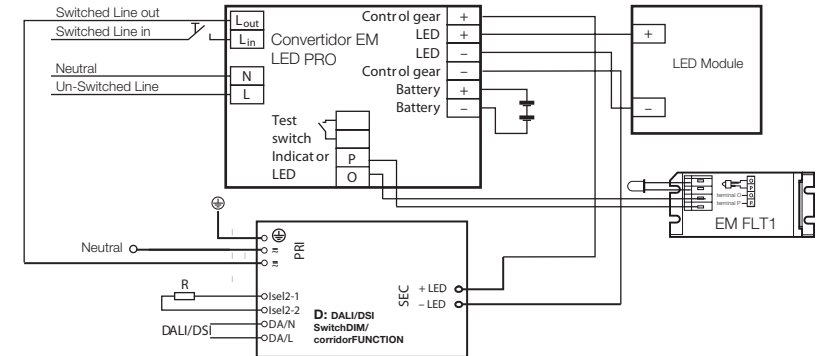 Switched Line out
Switched Line in
Neutral
Un-Switched Line
Lout
Lin
N
L
Convertidor EM
LED PRO
Control gear +
LED +
LED –
Control gear –
Battery +
Battery –
Test
switch
Indicator
LED
P
O
+
LED Module
–
O
P
terminal O
O
terminal P
P
EM FLT1
Neutral
PRI
R
Isel2-1
Isel2-2
DALI/DSI
DA/N
DA/L
D: DALI/DSI
SwitchDIM/
corridorFUNCTION
SEC
+ LED
– LED